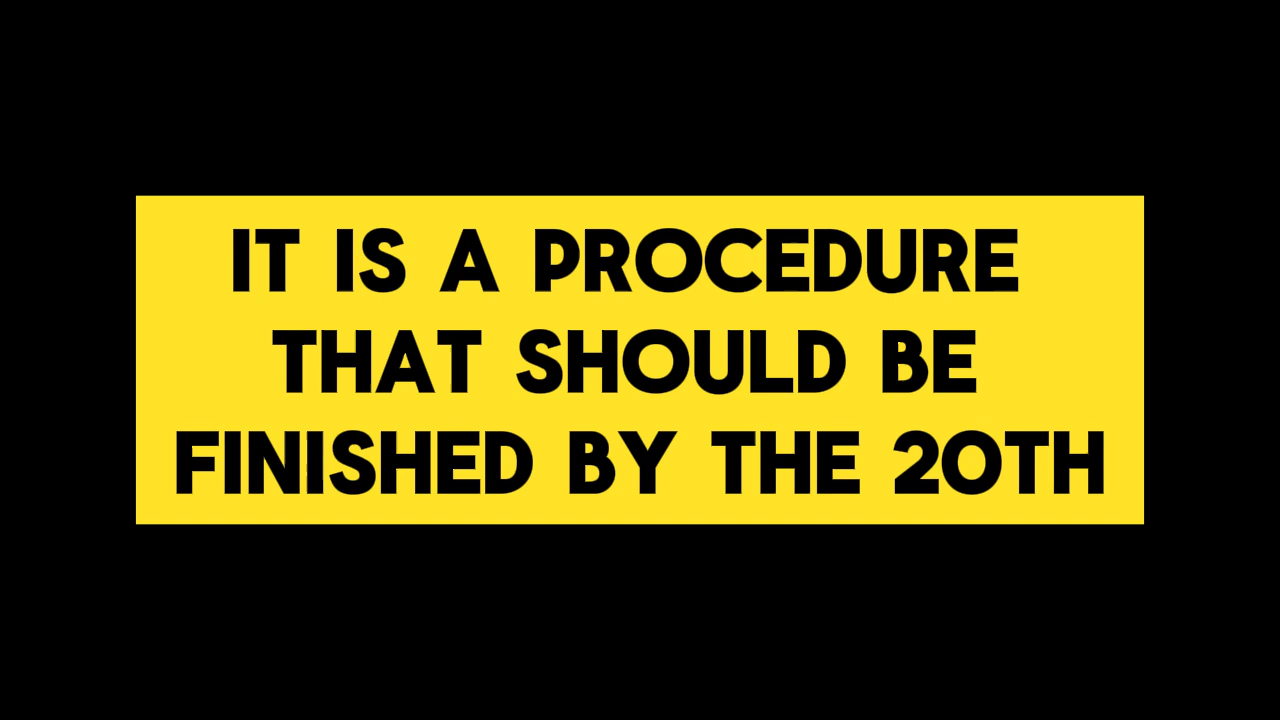 IT IS A PROCEDURE
THAT SHOULD BE
FINISHED BY THE 20TH